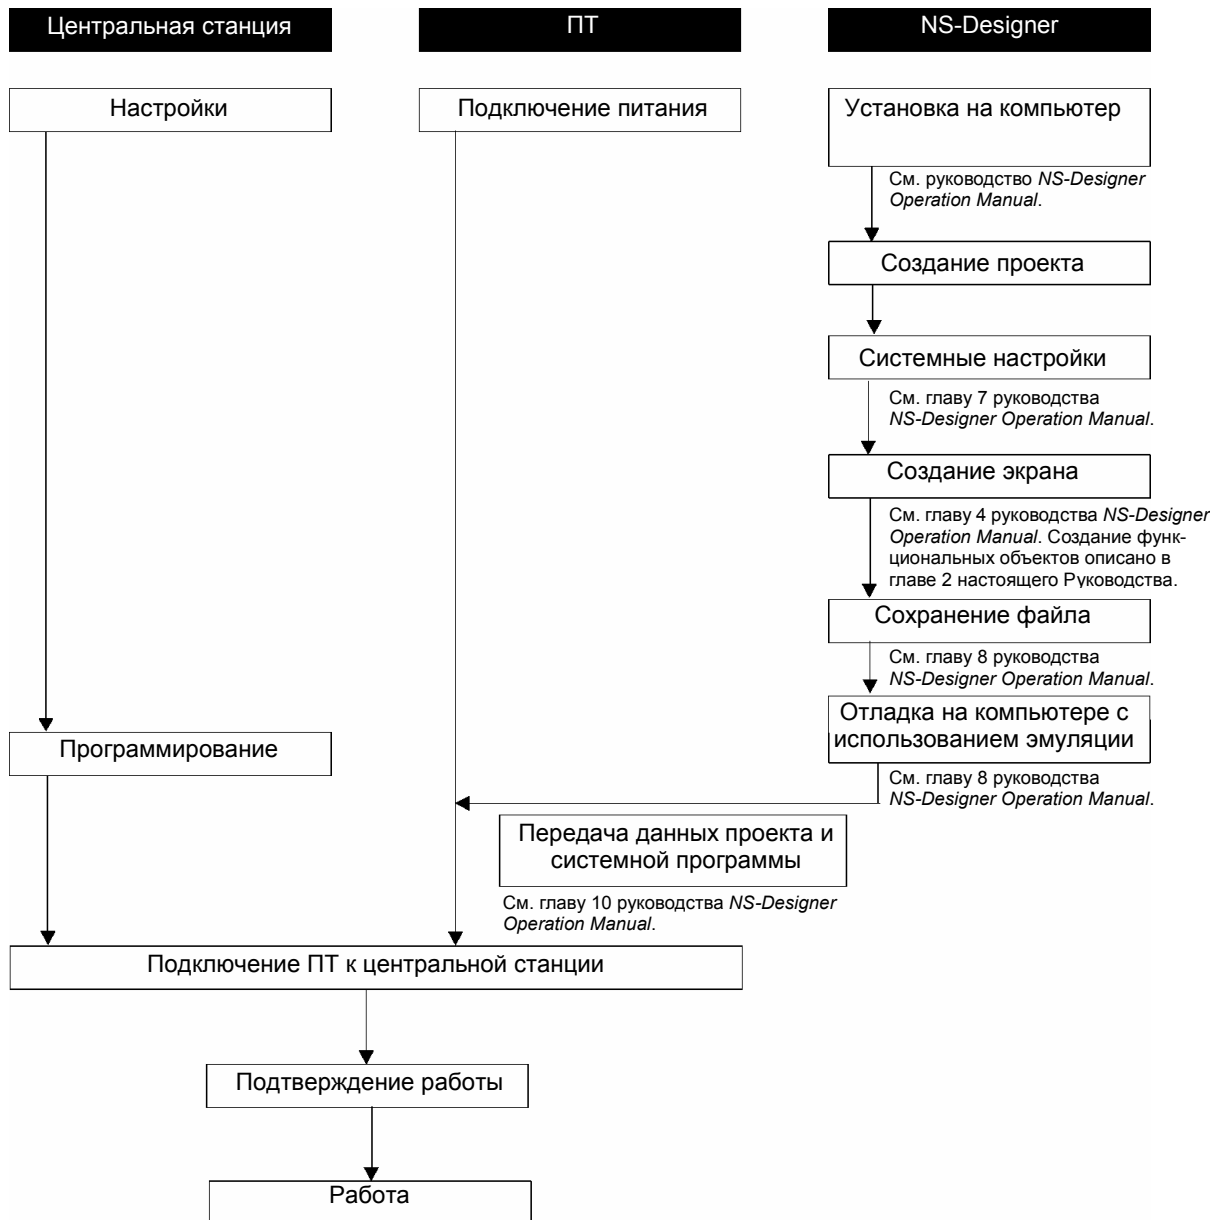 Центральная станция
ПТ
NS-Designer
Настройки
Подключение питания
Установка на компьютер
См. руководство NS-Designer
Operation Manual.
Создание проекта
Системные настройки
См. главу 7 руководства
NS-Designer Operation Manual.
Создание экрана
См. главу 4 руководства NS-Designer
Operation Manual. Создание функ-
циональных объектов описано в
главе 2 настоящего Руководства.
Сохранение файла
См. главу 8 руководства
NS-Designer Operation Manual.
Отладка на компьютере с
использованием эмуляции
Программирование
См. главу 8 руководства
NS-Designer Operation Manual.
Передача данных проекта и
системной программы
См. главу 10 руководства NS-Designer
Operation Manual.
Подключение ПТ к центральной станции
Подтверждение работы
Работа